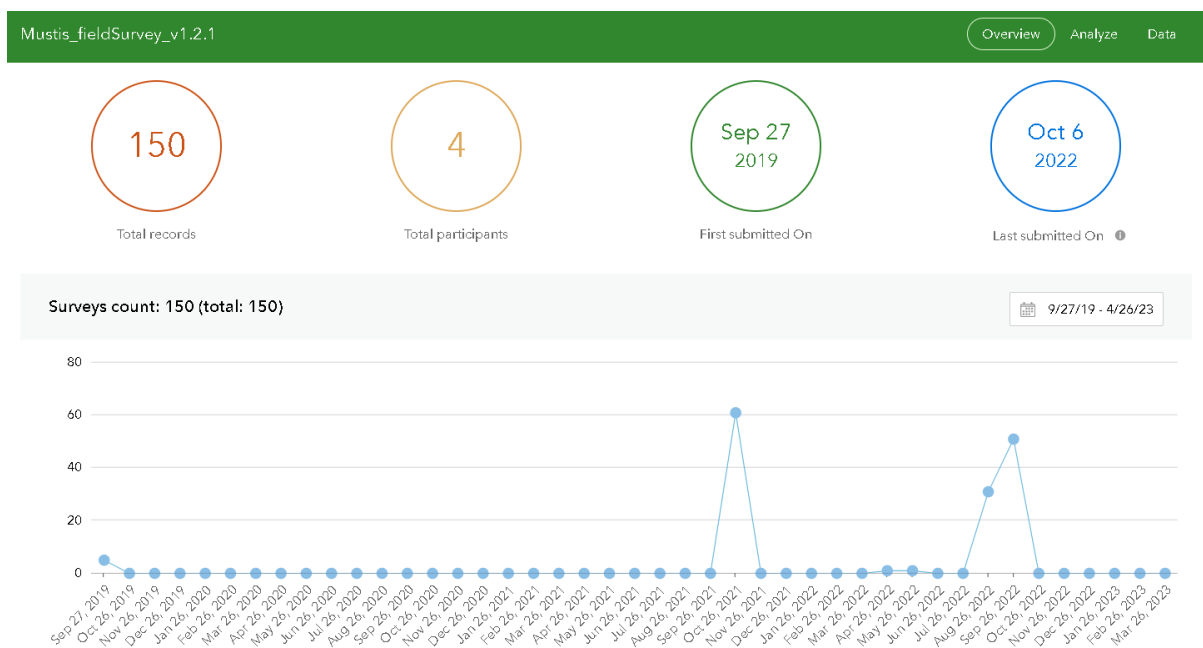 Mustis_fieldSurvey_v1.2.1
Overview
Analyze
Data
150
4
Sep 27
2019
Oct 6
2022
Total records
Total participants
First submitted On
Last submitted On
Surveys count: 150 (total: 150)
9/27/19 - 4/26/23
80
60
40
20
0
Sep 27, 2019
Oct 26, 2019
Nov 26, 2019
Dec 26, 2019
Jan 26, 2020
Feb 26, 2020
Mar 26, 2020
Apr 26, 2020
May 26, 2020
Jun 26, 2020
Jul 26, 2020
Aug 26, 2020
Sep 26, 2020
Oct 26, 2020
Nov 26, 2020
Dec 26, 2020
Jan 26, 2021
Feb 26, 2021
Mar 26, 2021
Apr 26, 2021
May 26, 2021
Jun 26, 2021
Jul 26, 2021
Aug 26, 2021
Sep 26, 2021
Oct 26, 2021
Nov 26, 2021
Dec 26, 2021
Jan 26, 2022
Feb 26, 2022
Mar 26, 2022
Apr 26, 2022
May 26, 2022
Jun 26, 2022
Jul 26, 2022
Aug 26, 2022
Sep 26, 2022
Oct 26, 2022
Nov 26, 2022
Dec 26, 2022
Jan 26, 2023
Feb 26, 2023
Mar 26, 2023